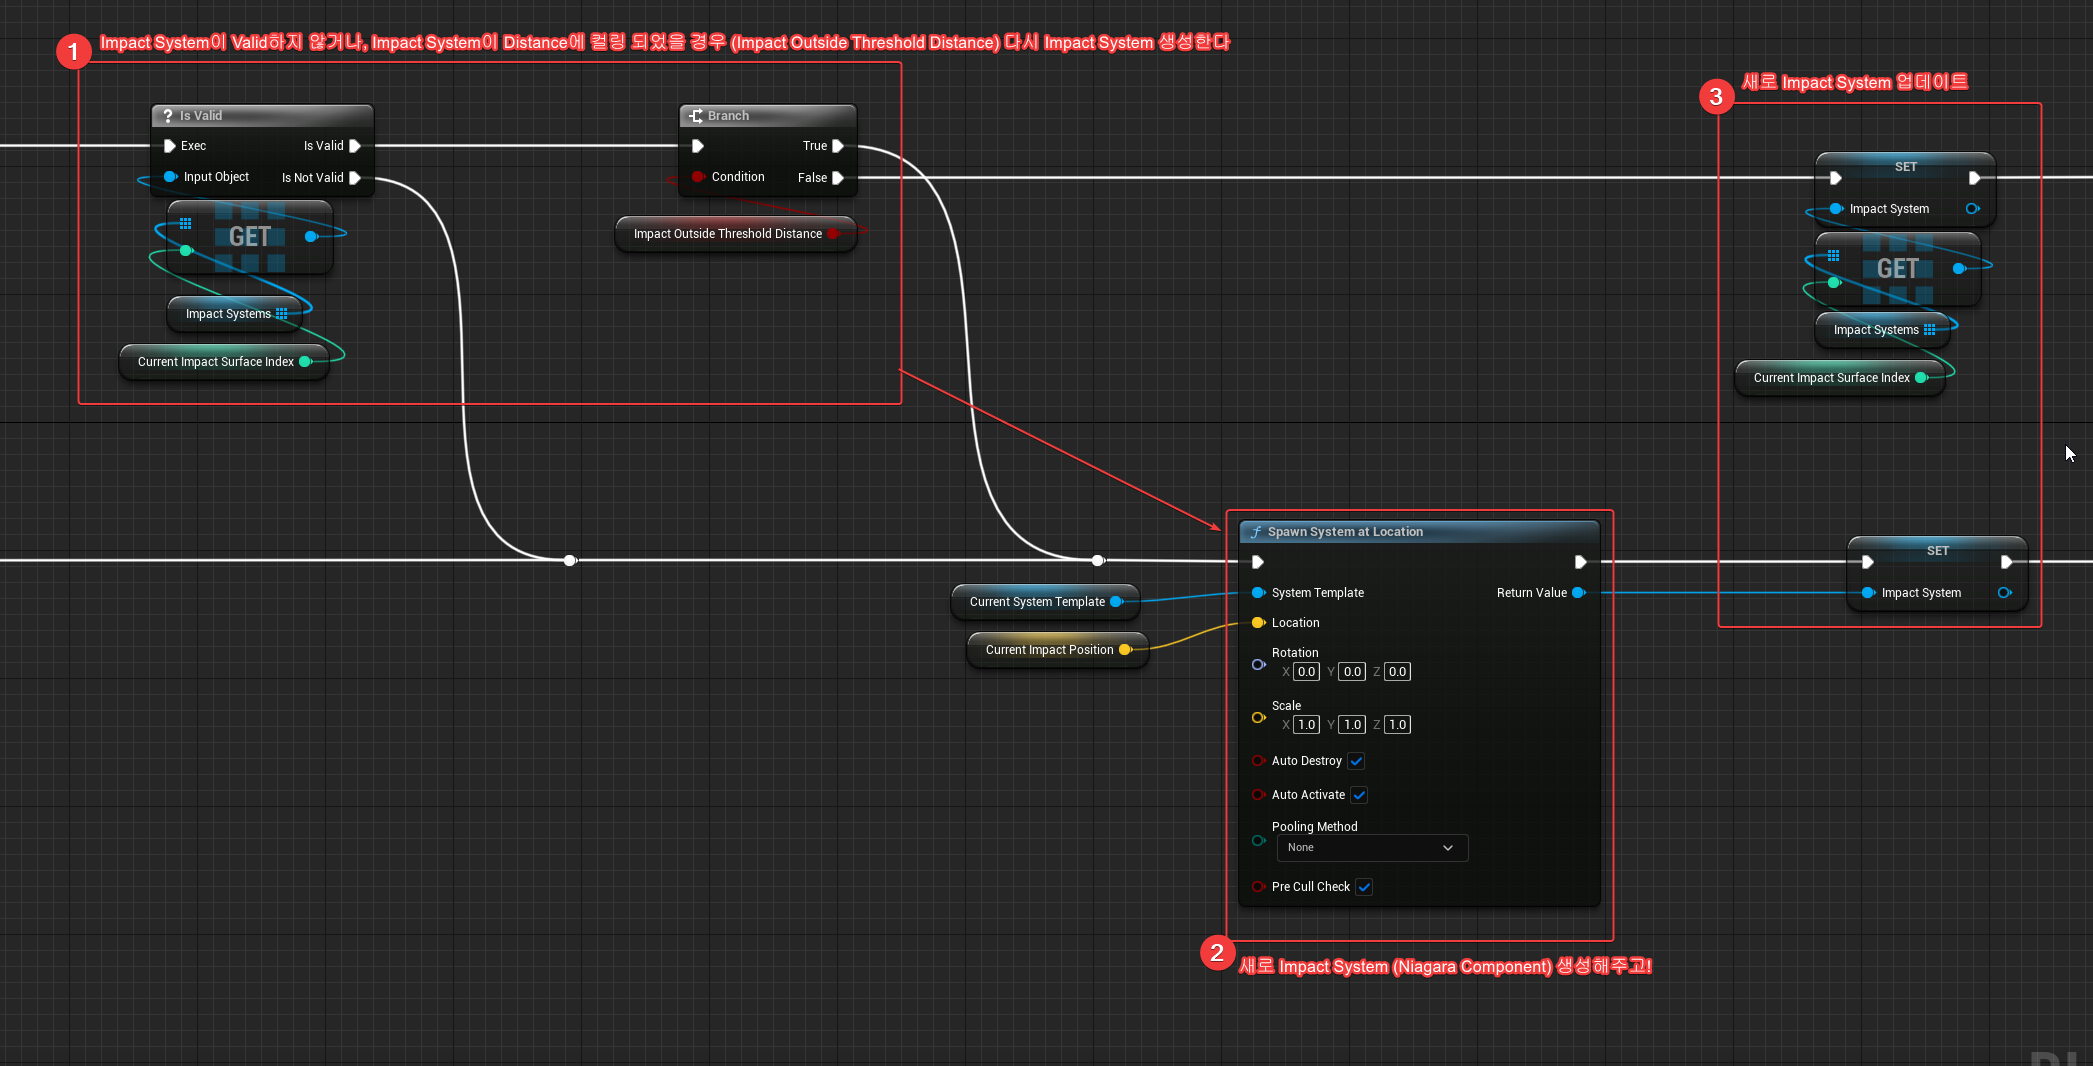 1 Impact System이 Valid하지 않거나, Impact System이 Distance에 컬링 되었을 경우 (Impact Outside Threshold Distance) 다시 Impact System 생성한다
3 새로 Impact System 업데이트
? Is Valid
Exec
Is Valid
Input Object
Is Not Valid
GET
Impact Systems
Current Impact Surface Index
Branch
True
Condition
False
Impact Outside Threshold Distance
SET
Impact System
GET
Impact Systems
Current Impact Surface Index
Current System Template
Current Impact Position
f Spawn System at Location
System Template
Return Value
Location
Rotation
X 0.0 Y 0.0 Z 0.0
Scale
X 1.0 Y 1.0 Z 1.0
Auto Destroy
Auto Activate
Pooling Method
None
Pre Cull Check
SET
Impact System
2 새로 Impact System (Niagara Component) 생성해주고!